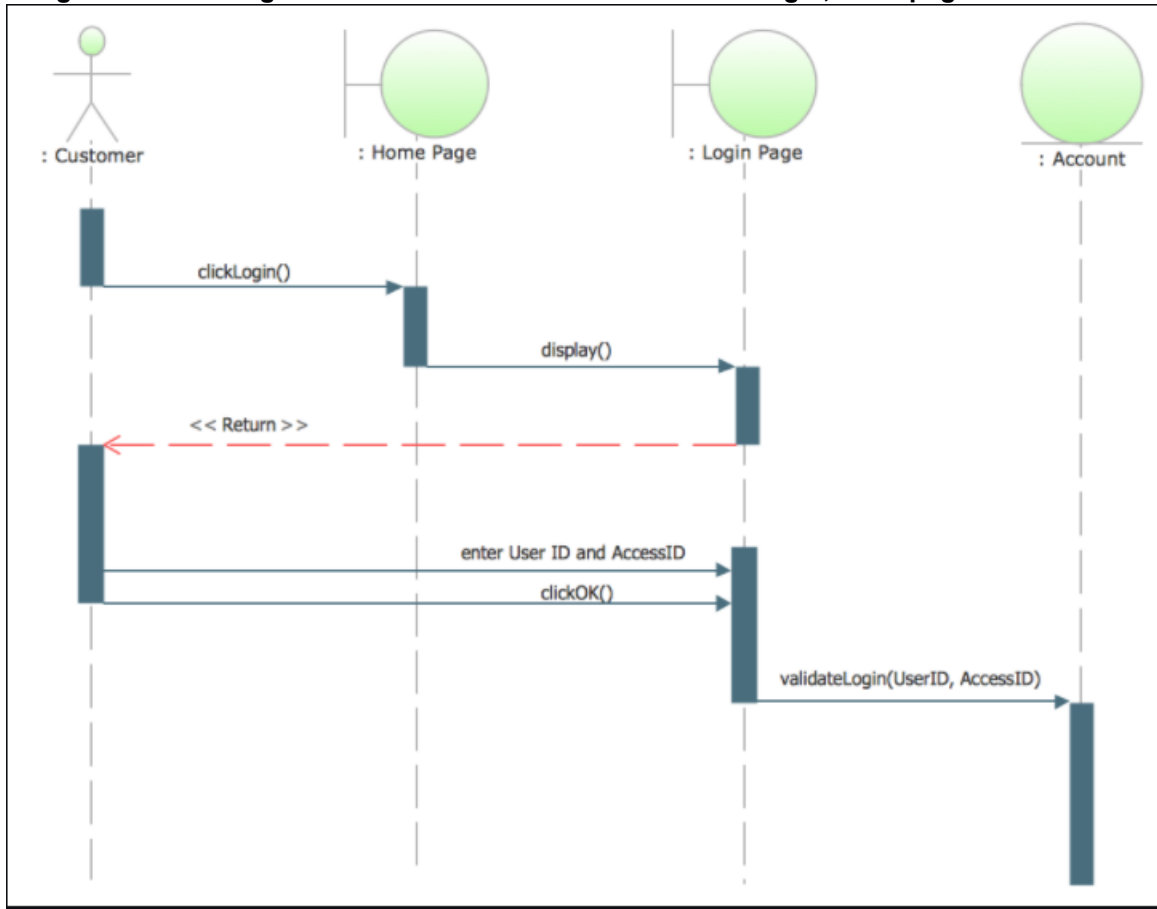 : Customer
: Home Page
: Login Page
: Account
clickLogin()
display()
<< Return >>
enter User ID and AccessID
clickOK()
validateLogin(UserID, AccessID)